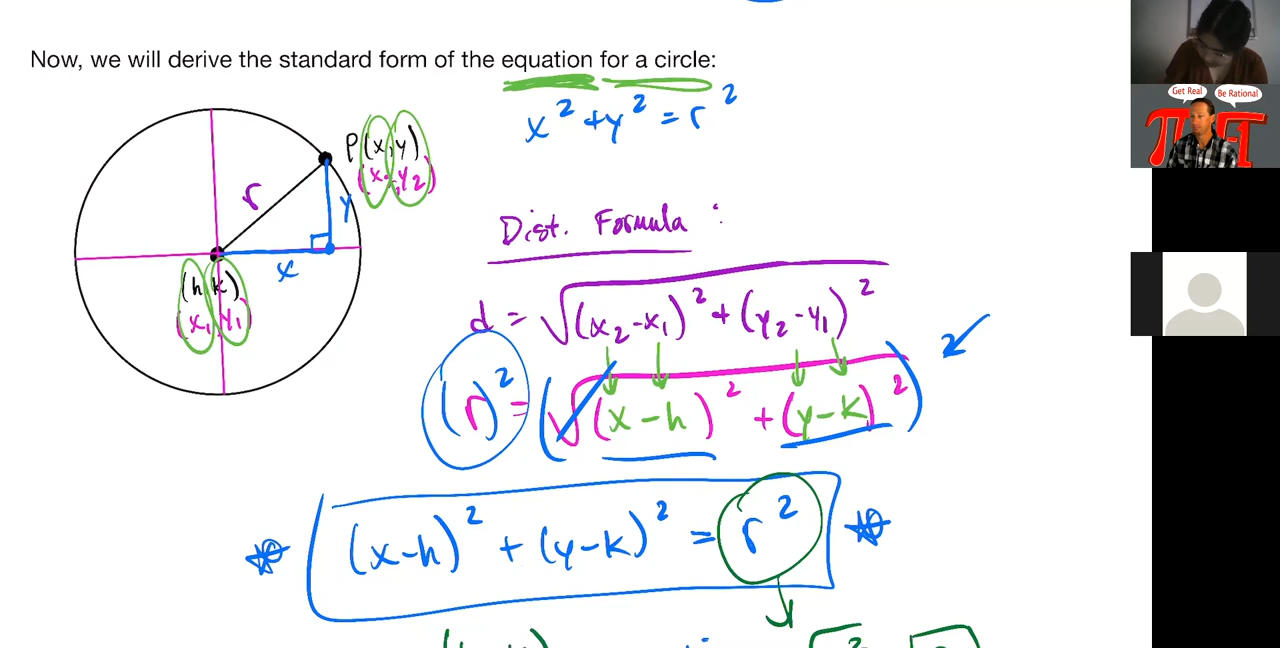 Now, we will derive the standard form of the equation for a circle:
x² + y² = r²
P(x,y)
(x₂,y₂)
r
y
x
(h,k)
(x₁,y₁)
Dist. Formula :
d = √(x₂-x₁)² + (y₂-y₁)²
(r)² = (√(x-h)² + (y-k)²)²
(x-h)² + (y-k)² = r²
Get Real
Be Rational